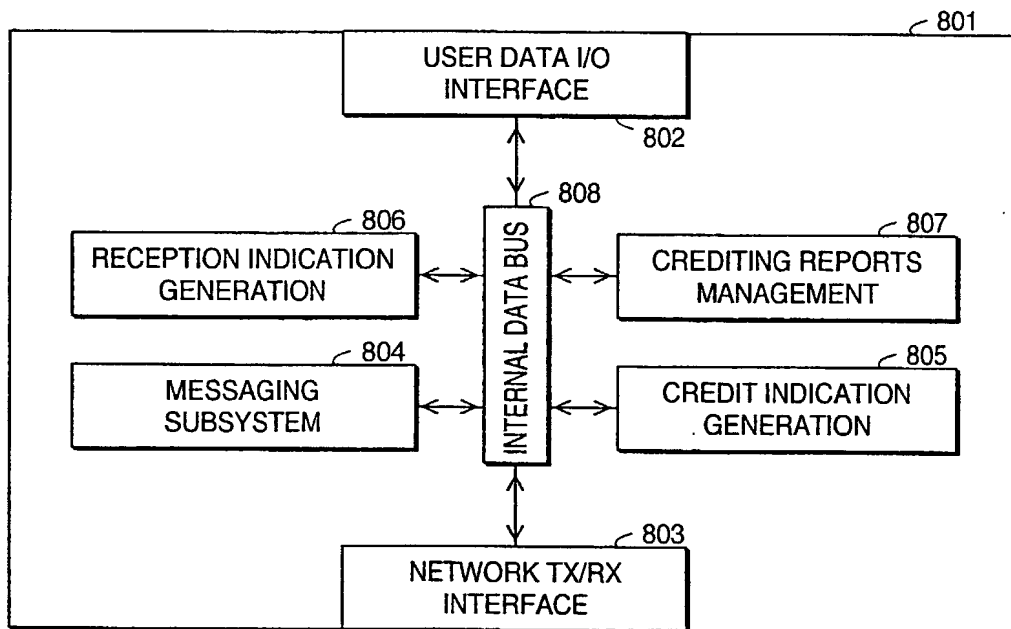 801
USER DATA I/O
INTERFACE
802
808
806
RECEPTION INDICATION
GENERATION
INTERNAL DATA BUS
807
CREDITING REPORTS
MANAGEMENT
804
MESSAGING
SUBSYSTEM
805
CREDIT INDICATION
GENERATION
803
NETWORK TX/RX
INTERFACE